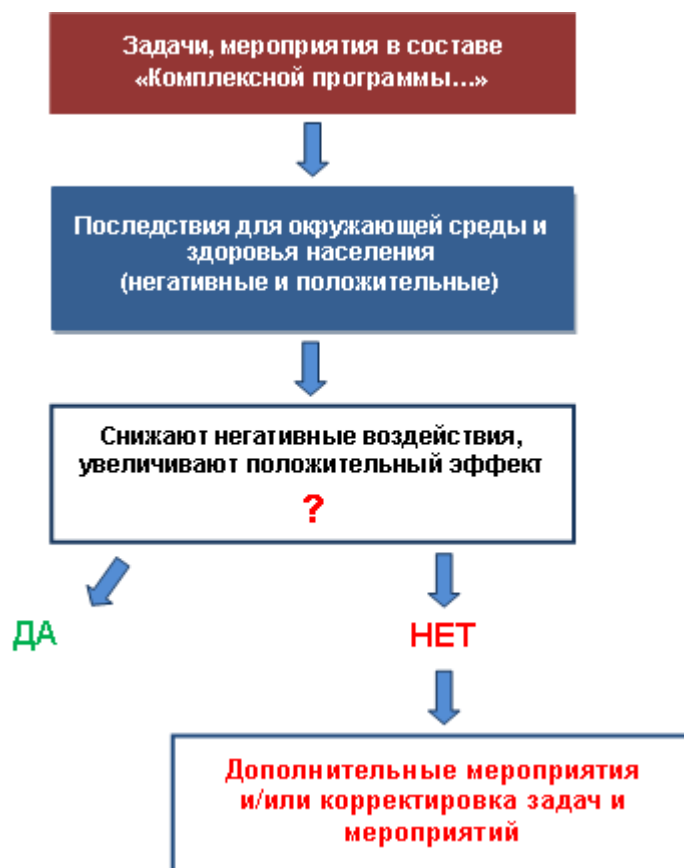 Задачи, мероприятия в составе
«Комплексной программы...»
Последствия для окружающей среды и
здоровья населения
(негативные и положительные)
Снижают негативные воздействия,
увеличивают положительный эффект
?
ДА
НЕТ
Дополнительные мероприятия
и/или корректировка задач и
мероприятий